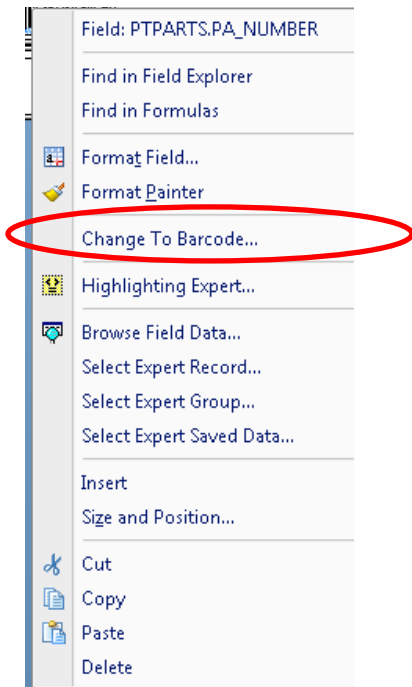 Field: PTPARTS.PA_NUMBER
Find in Field Explorer
Find in Formulas
Format Field...
Format Painter
Change To Barcode...
Highlighting Expert...
Browse Field Data...
Select Expert Record...
Select Expert Group...
Select Expert Saved Data...
Insert
Size and Position...
Cut
Copy
Paste
Delete